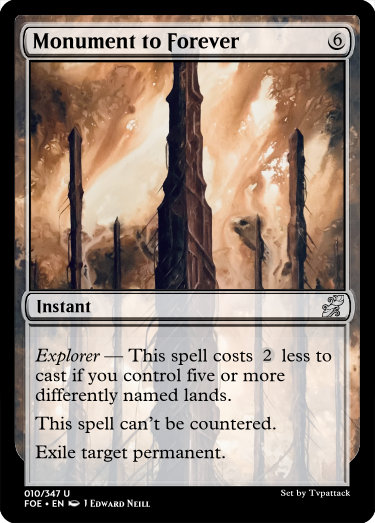 Monument to Forever 6
Instant
Explorer — This spell costs 2 less to
cast if you control five or more
differently named lands.
This spell can't be countered.
Exile target permanent.
010/347 U
Set by Tvpattack
FOE • EN J Edward Neill